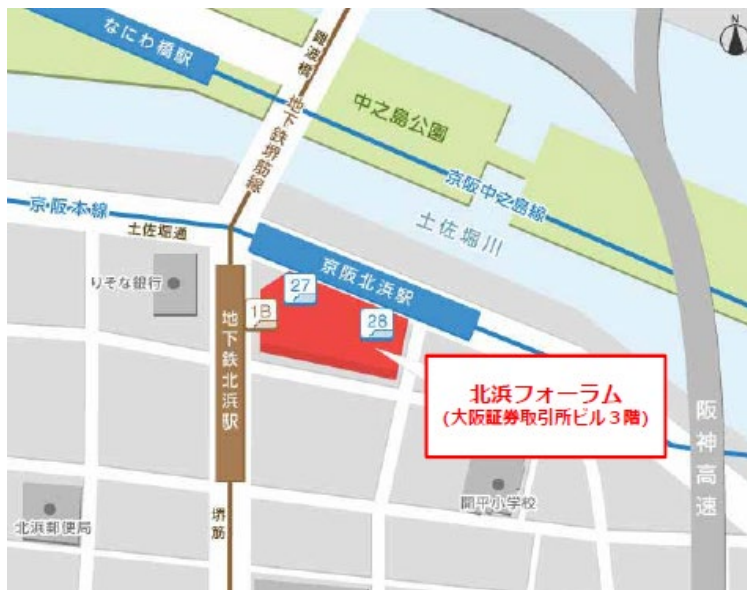 N
なにわ橋駅
難波橋
地下鉄堺筋線
中之島公園
京阪中之島線
土佐堀川
京阪本線
土佐堀通
京阪北浜駅
りそな銀行
27
1B
28
地下鉄北浜駅
北浜フォーラム
(大阪証券取引所ビル3階)
阪神高速
開平小学校
北浜郵便局
堺筋